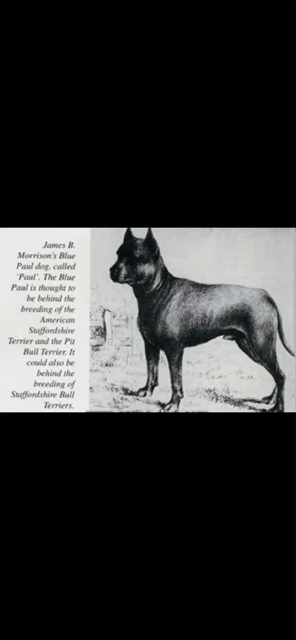 James B.
Morrison's Blue
Paul dog, called
'Paul'. The Blue
Paul is thought to
be behind the
breeding of the
American
Staffordshire
Terrier and the Pit
Bull Terrier. It
could also be
behind the
breeding of
Staffordshire Bull
Terriers.